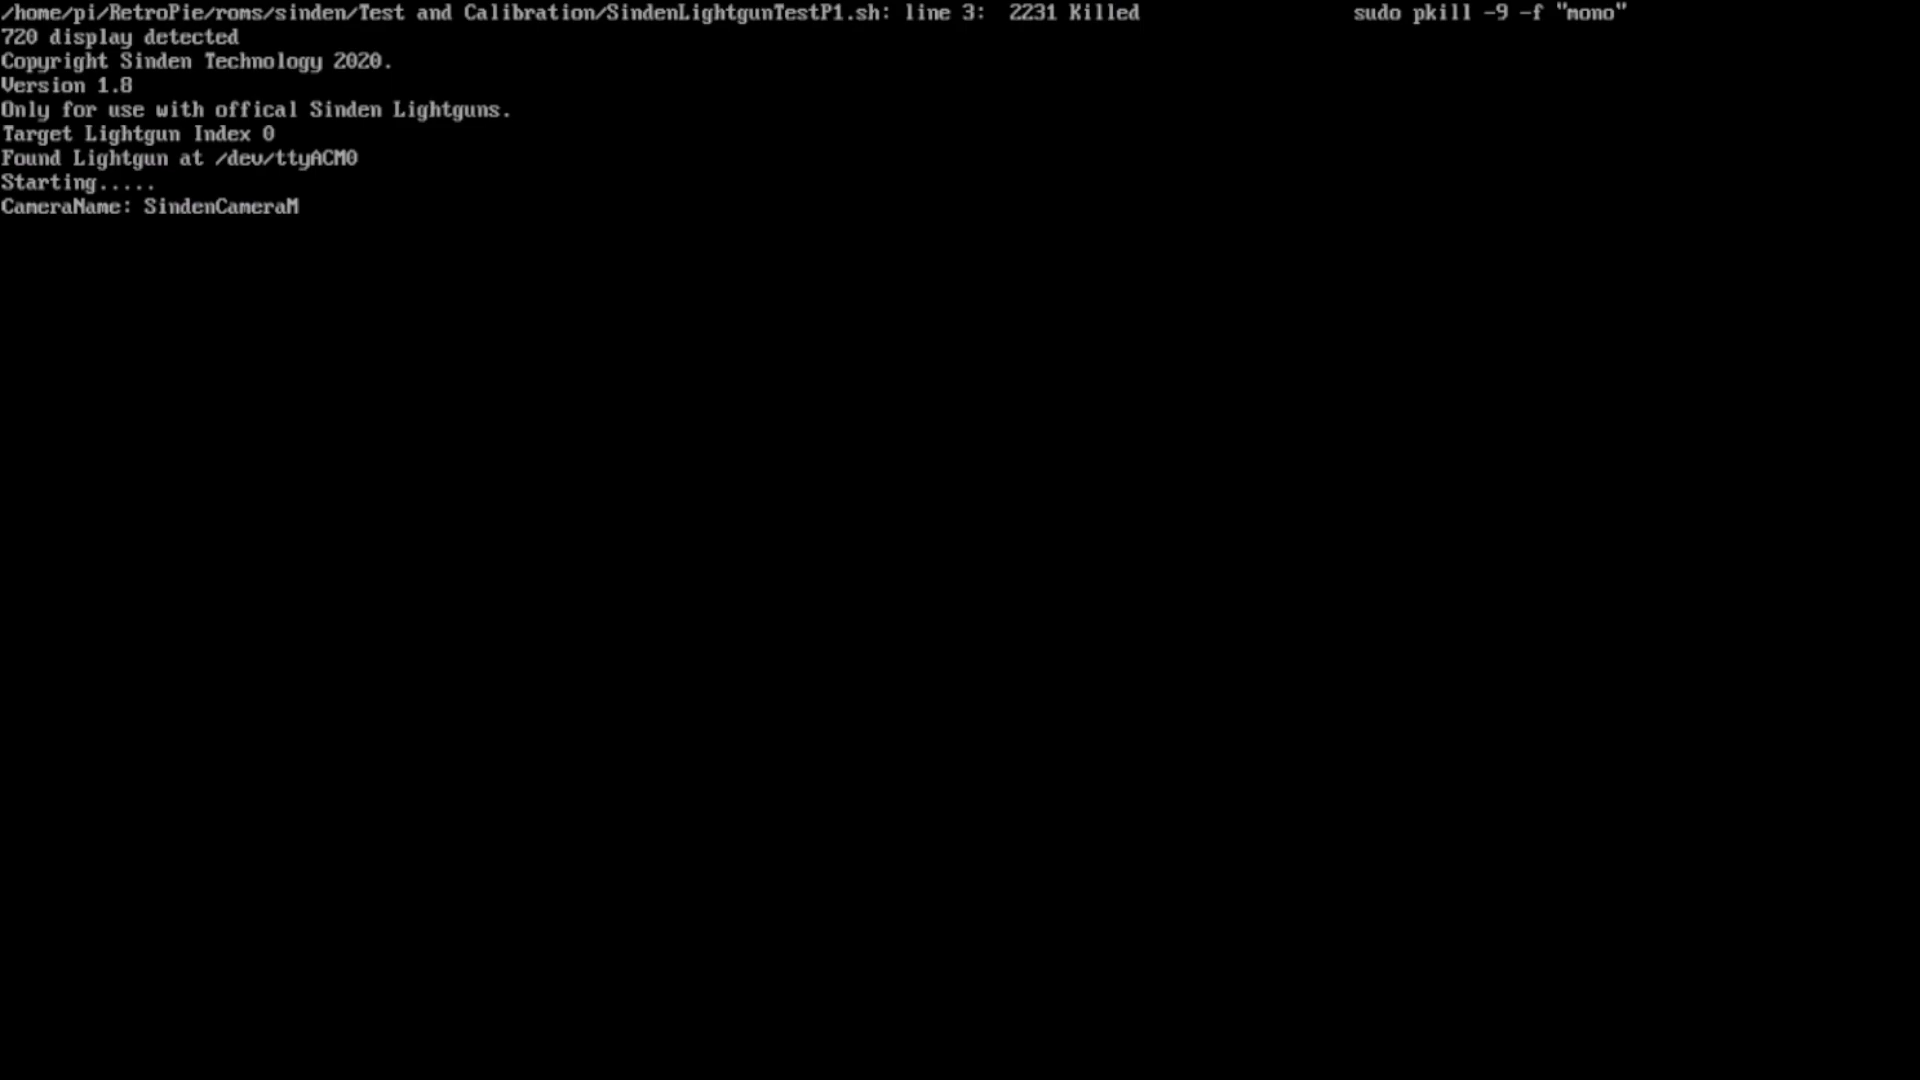 /home/pi/RetroPie/roms/sinden/Test and Calibration/SindenLightgunTestP1.sh: line 3:  2231 Killed                  sudo pkill -9 -f "mono"
720 display detected
Copyright Sinden Technology 2020.
Version 1.8
Only for use with offical Sinden Lightguns.
Target Lightgun Index 0
Found Lightgun at /dev/ttyACM0
Starting.....
CameraName: SindenCameraM